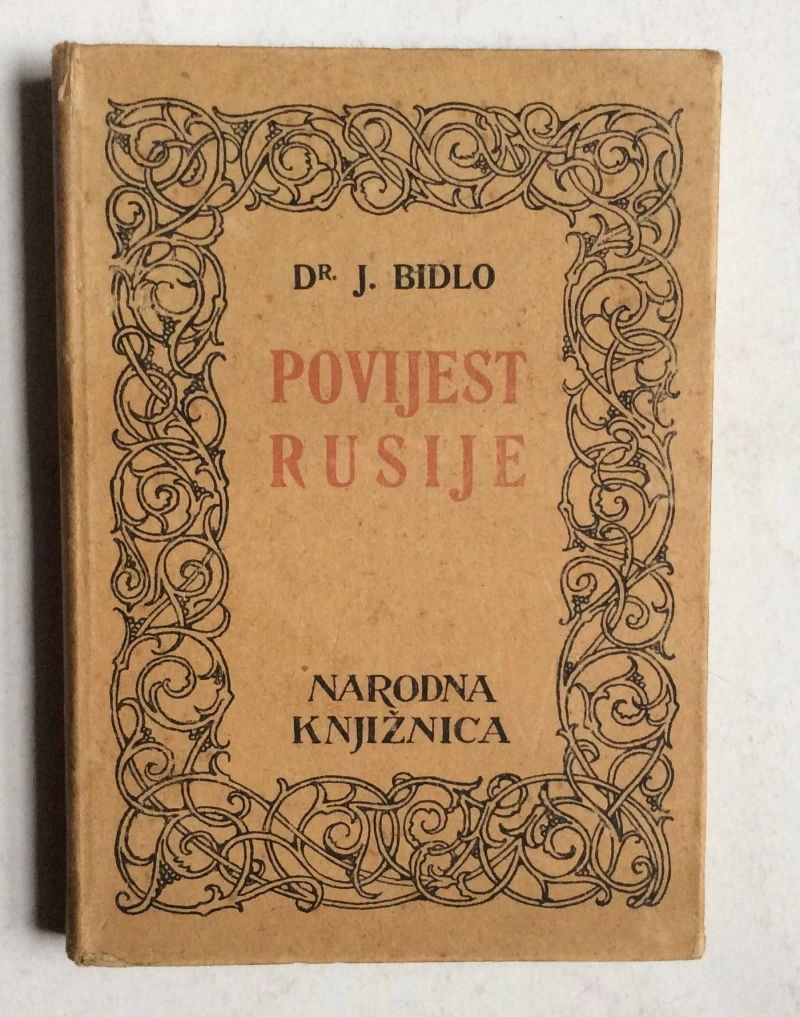 DR. J. BIDLO
POVIJEST
RUSIJE
NARODNA
KNJIŽNICA